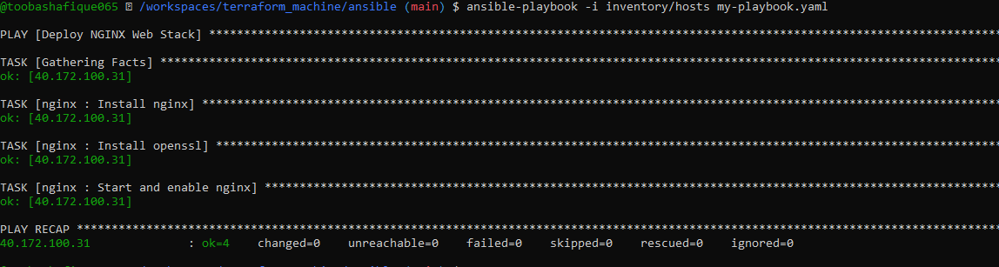 @toobashafique065 /workspaces/terraform_machine/ansible (main) $ ansible-playbook -i inventory/hosts my-playbook.yaml
PLAY [Deploy NGINX Web Stack] ******************************************************************************************************************
TASK [Gathering Facts] *************************************************************************************************************************
ok: [40.172.100.31]
TASK [nginx : Install nginx] *******************************************************************************************************************
ok: [40.172.100.31]
TASK [nginx : Install openssl] *****************************************************************************************************************
ok: [40.172.100.31]
TASK [nginx : Start and enable nginx] **********************************************************************************************************
ok: [40.172.100.31]
PLAY RECAP *************************************************************************************************************************************
40.172.100.31 : ok=4 changed=0 unreachable=0 failed=0 skipped=0 rescued=0 ignored=0